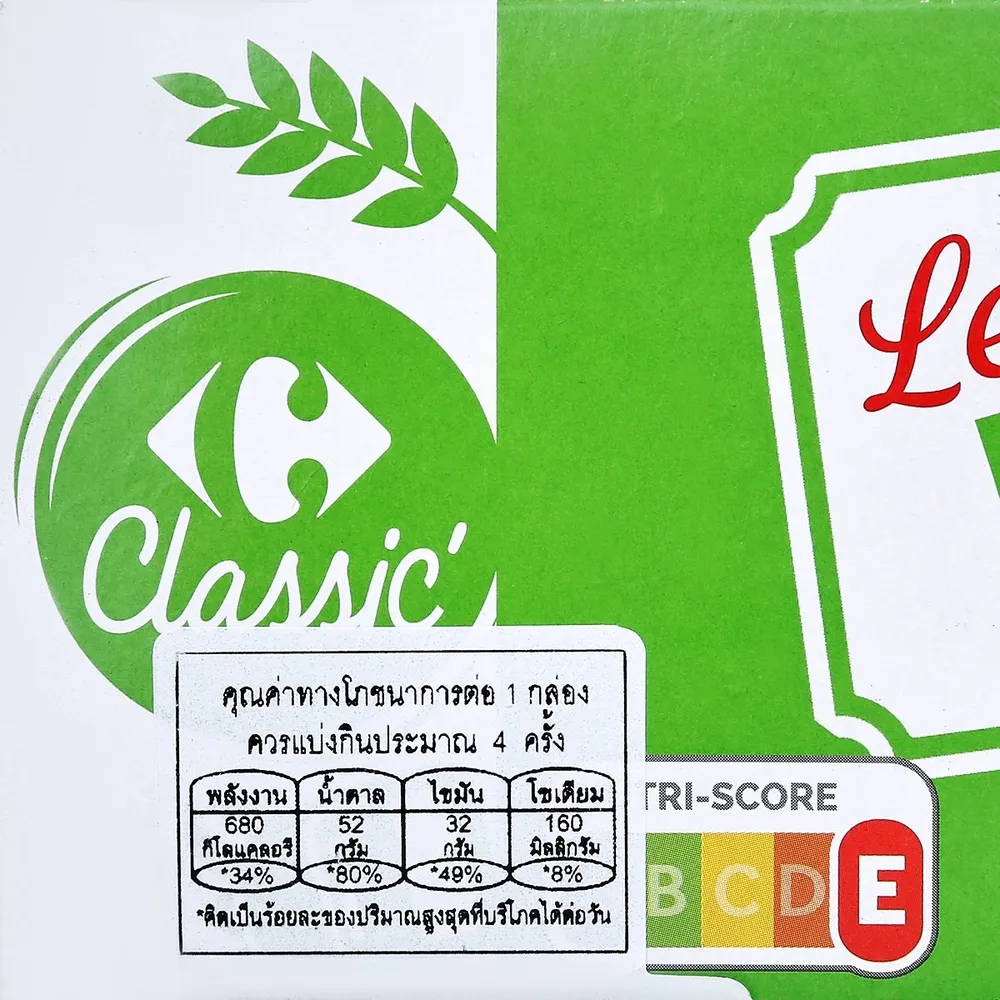 Classic'
Le
คุณค่าทางโภชนาการต่อ 1 กล่อง
ควรแบ่งกินประมาณ 4 ครั้ง
พลังงาน น้ำตาล ไขมัน โซเดียม
680 52 32 160
กิโลแคลอรี กรัม กรัม มิลลิกรัม
*34% *80% *49% *8%
*คิดเป็นร้อยละของปริมาณสูงสุดที่บริโภคได้ต่อวัน
TRI-SCORE
B C D E